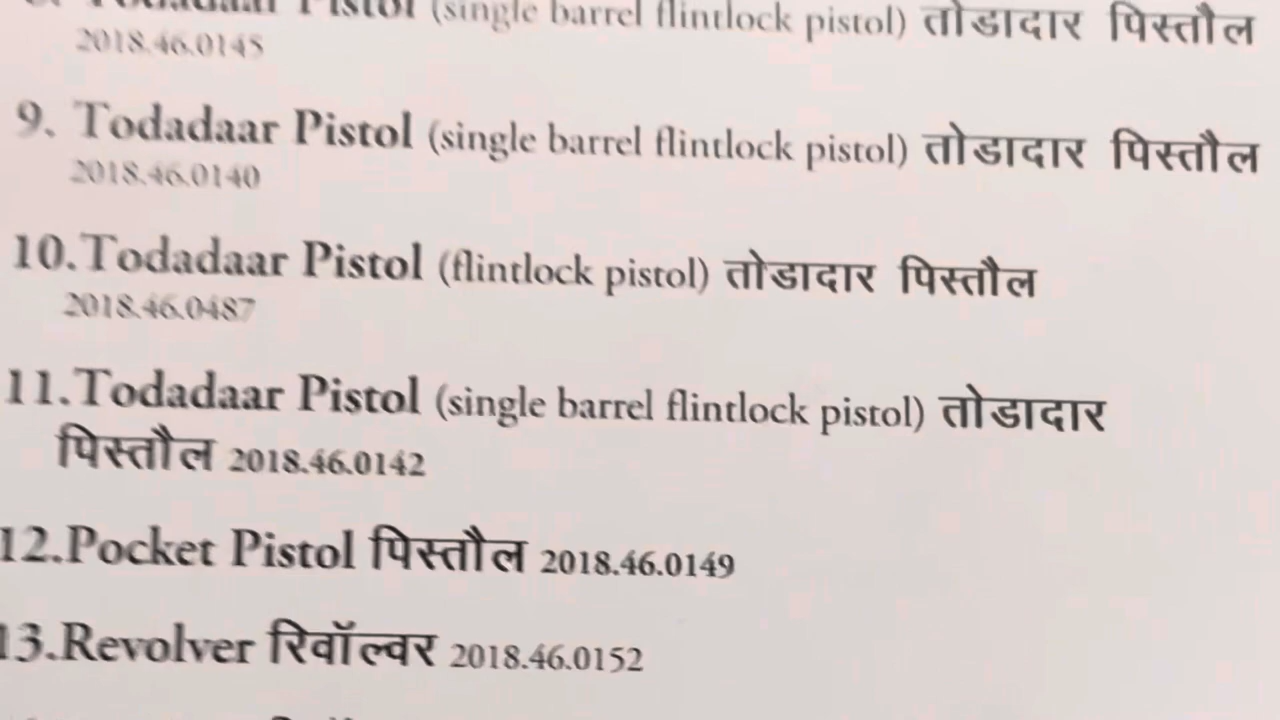 Todadaar Pistol (single barrel flintlock pistol) तोडादार पिस्तौल
2018.46.0145
9. Todadaar Pistol (single barrel flintlock pistol) तोडादार पिस्तौल
2018.46.0140
10.Todadaar Pistol (flintlock pistol) तोडादार पिस्तौल
2018.46.0487
11.Todadaar Pistol (single barrel flintlock pistol) तोडादार
पिस्तौल 2018.46.0142
12.Pocket Pistol पिस्तौल 2018.46.0149
13.Revolver रिवॉल्वर 2018.46.0152